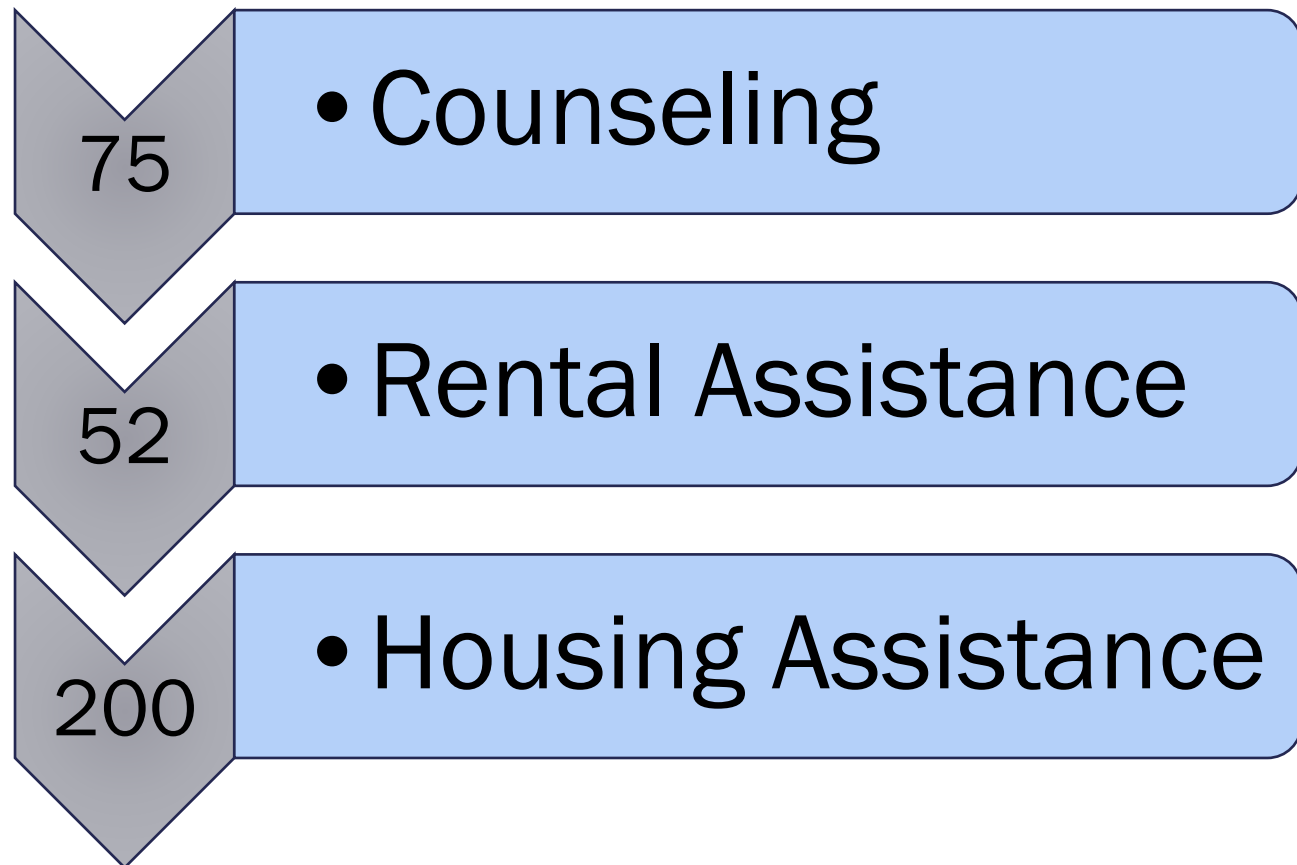 75
• Counseling
52
• Rental Assistance
200
• Housing Assistance